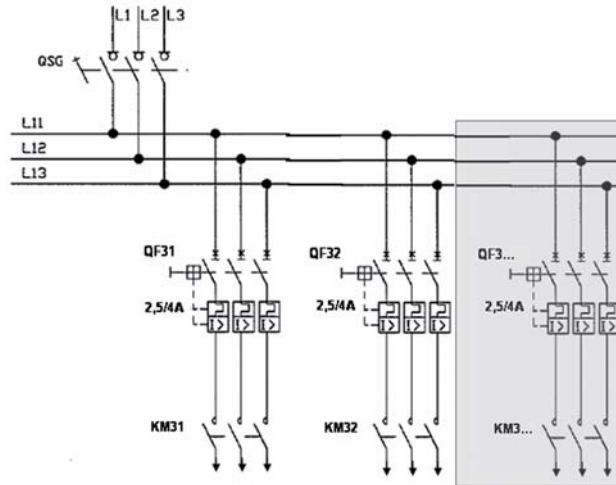 L1 L2 L3
QSG
L11
L12
L13
QF31 QF32 QF3...
2,5/4A 2,5/4A 2,5/4A
I> I> I> I> I> I> I> I> I>
KM31 KM32 KM3...